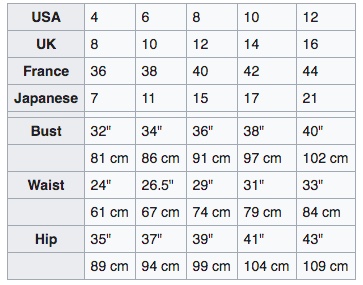 USA 4 6 8 10 12
UK 8 10 12 14 16
France 36 38 40 42 44
Japanese 7 11 15 17 21
Bust 32" 34" 36" 38" 40"
81 cm 86 cm 91 cm 97 cm 102 cm
Waist 24" 26.5" 29" 31" 33"
61 cm 67 cm 74 cm 79 cm 84 cm
Hip 35" 37" 39" 41" 43"
89 cm 94 cm 99 cm 104 cm 109 cm